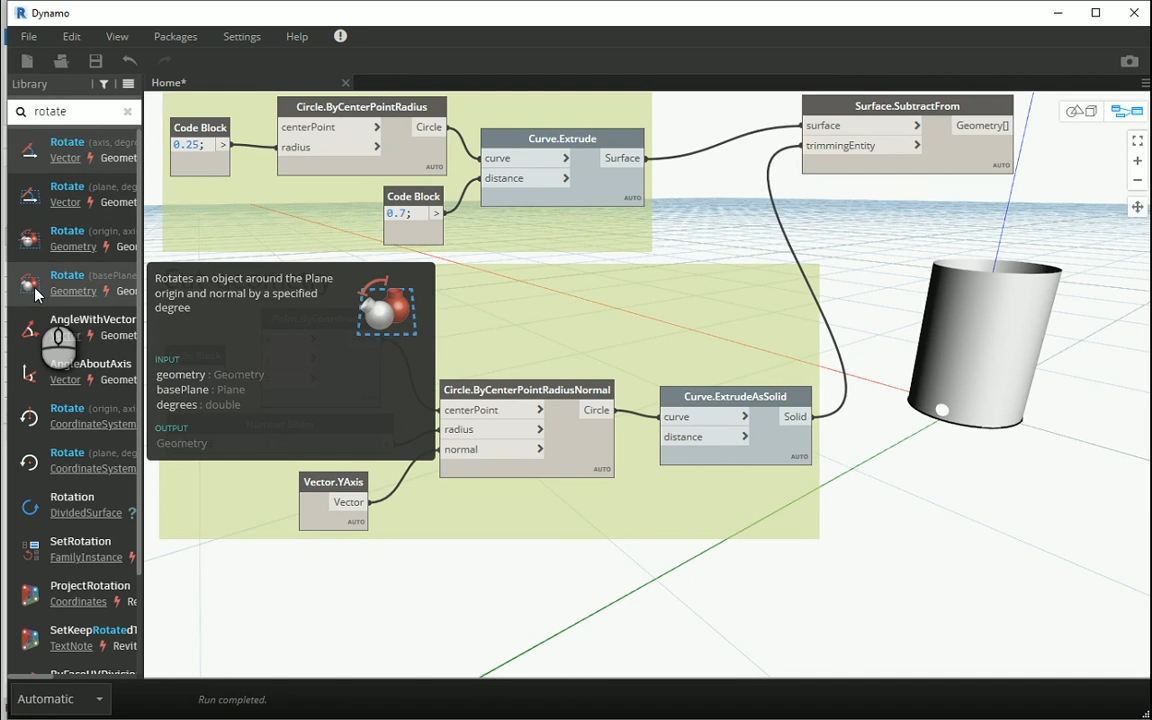 Dynamo
File Edit View Packages Settings Help
Library
Home*
rotate
Rotate (axis, degr
Vector Geomet
Rotate (plane, deg
Vector Geomet
Rotate (origin, axi
Geometry Geor
Rotate (basePlane
Geometry Geor
AngleWithVector
Geomet
AngleAboutAxis
Vector Geomet
Rotate (origin, axi
CoordinateSystem
Rotate (plane, deg
CoordinateSystem
Rotation
DividedSurface ?
SetRotation
FamilyInstance
ProjectRotation
Coordinates Re
SetKeepRotatedT
TextNote Revit
Code Block
0.25; >
Circle.ByCenterPointRadius
centerPoint > Circle
radius >
AUTO
Code Block
0.7; >
Curve.Extrude
curve > Surface
distance >
AUTO
Surface.SubtractFrom
surface > Geometry[]
trimmingEntity >
AUTO
Rotates an object around the Plane
origin and normal by a specified
degree
INPUT
geometry : Geometry
basePlane : Plane
degrees : double
OUTPUT
Geometry
Circle.ByCenterPointRadiusNormal
centerPoint > Circle
radius >
normal >
AUTO
Vector.YAxis
Vector
AUTO
Curve.ExtrudeAsSolid
curve > Solid
distance >
AUTO
Automatic
Run completed.